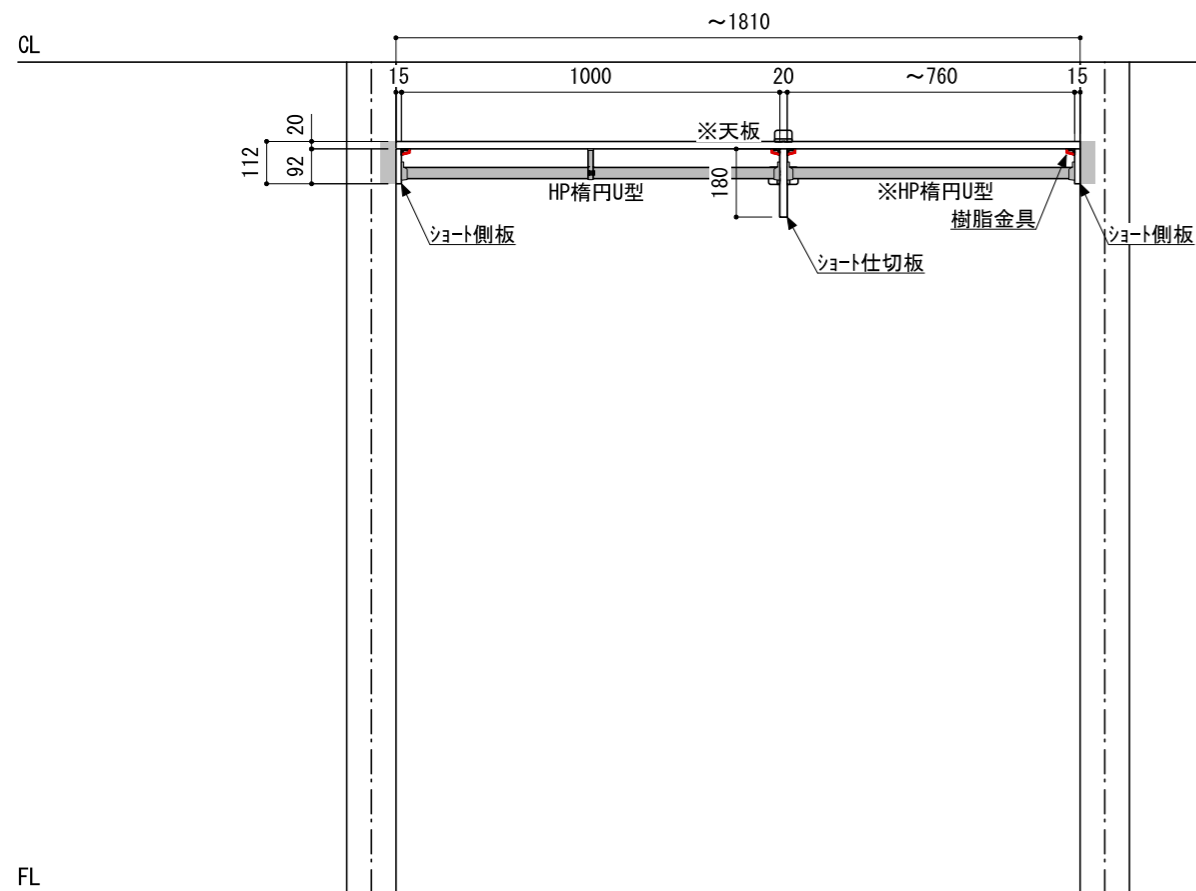 ～1810
CL
15
1000
20
～760
15
20
※天板
112
92
180
HP楕円U型
※HP楕円U型
樹脂金具
ｼｮｰﾄ側板
ｼｮｰﾄ側板
ｼｮｰﾄ仕切板
FL